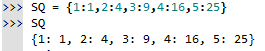 >>> SQ = {1:1,2:4,3:9,4:16,5:25}
>>> SQ
{1: 1, 2: 4, 3: 9, 4: 16, 5: 25}